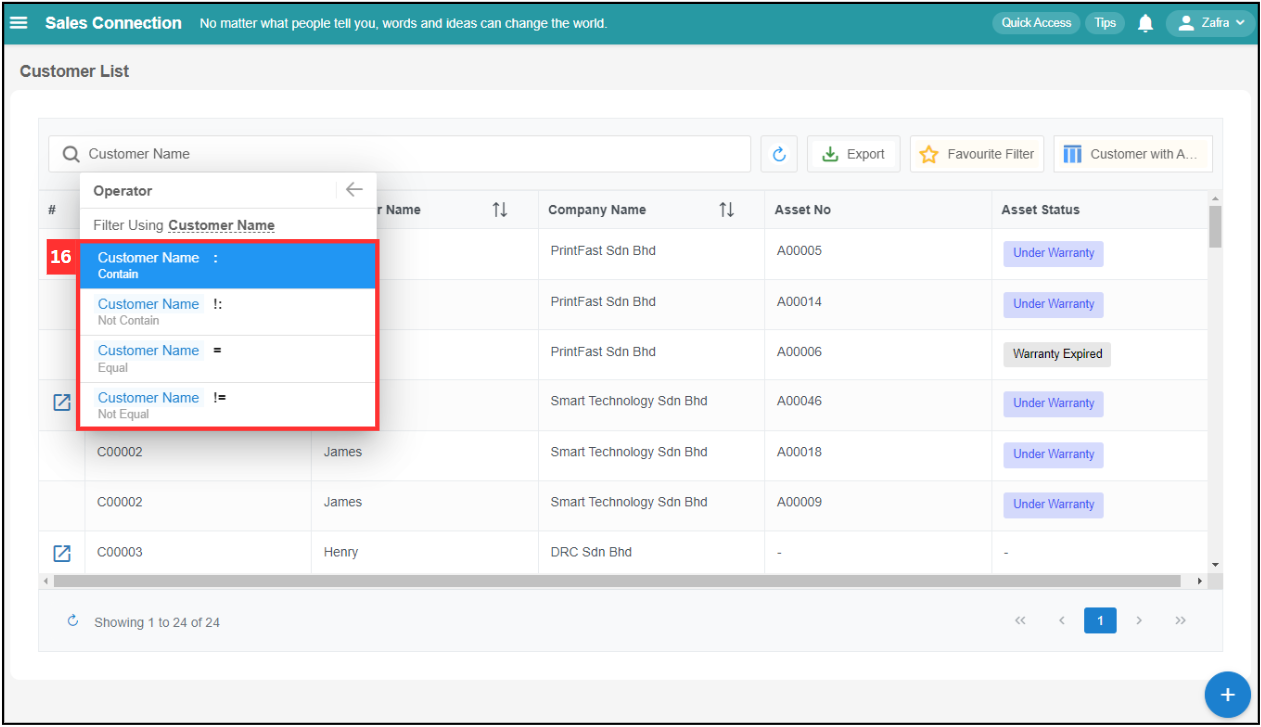 Sales Connection No matter what people tell you, words and ideas can change the world. Quick Access Tips Zafra
Customer List
Customer Name Export Favourite Filter Customer with A...
Operator
# r Name Company Name Asset No Asset Status
Filter Using Customer Name
16 Customer Name : PrintFast Sdn Bhd A00005 Under Warranty
Contain
Customer Name !: PrintFast Sdn Bhd A00014 Under Warranty
Not Contain
Customer Name = PrintFast Sdn Bhd A00006 Warranty Expired
Equal
Customer Name != Smart Technology Sdn Bhd A00046 Under Warranty
Not Equal
C00002 James Smart Technology Sdn Bhd A00018 Under Warranty
C00002 James Smart Technology Sdn Bhd A00009 Under Warranty
C00003 Henry DRC Sdn Bhd - -
Showing 1 to 24 of 24 « < 1 > »
+